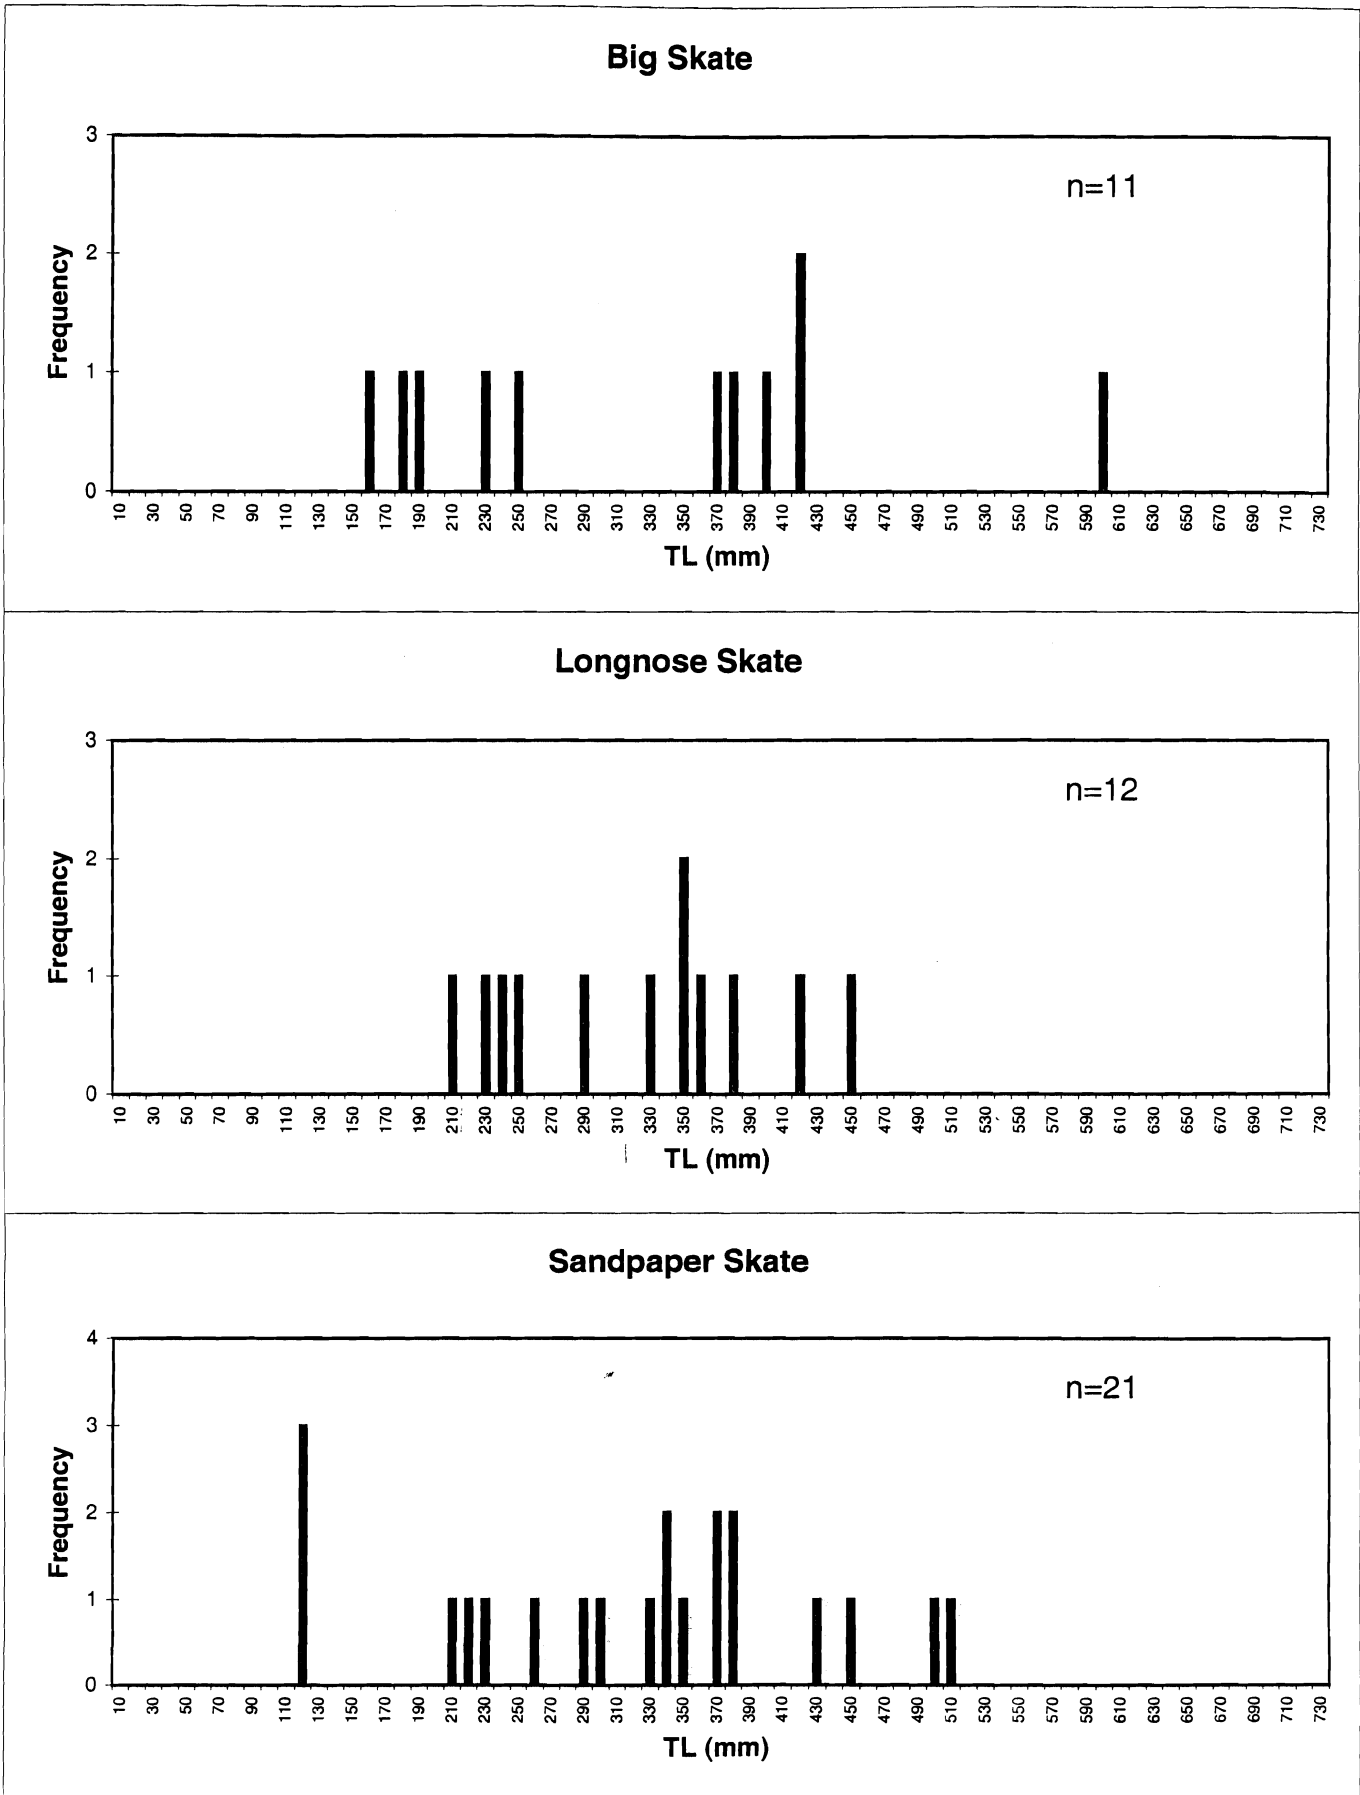 Big Skate
3
n=11
2
Frequency
1
0
10 30 50 70 90 110 130 150 170 190 210 230 250 270 290 310 330 350 370 390 410 430 450 470 490 510 530 550 570 590 610 630 650 670 690 710 730
TL (mm)
Longnose Skate
3
n=12
2
Frequency
1
0
10 30 50 70 90 110 130 150 170 190 210 230 250 270 290 310 330 350 370 390 410 430 450 470 490 510 530 550 570 590 610 630 650 670 690 710 730
TL (mm)
Sandpaper Skate
4
n=21
3
Frequency
2
1
0
10 30 50 70 90 110 130 150 170 190 210 230 250 270 290 310 330 350 370 390 410 430 450 470 490 510 530 550 570 590 610 630 650 670 690 710 730
TL (mm)